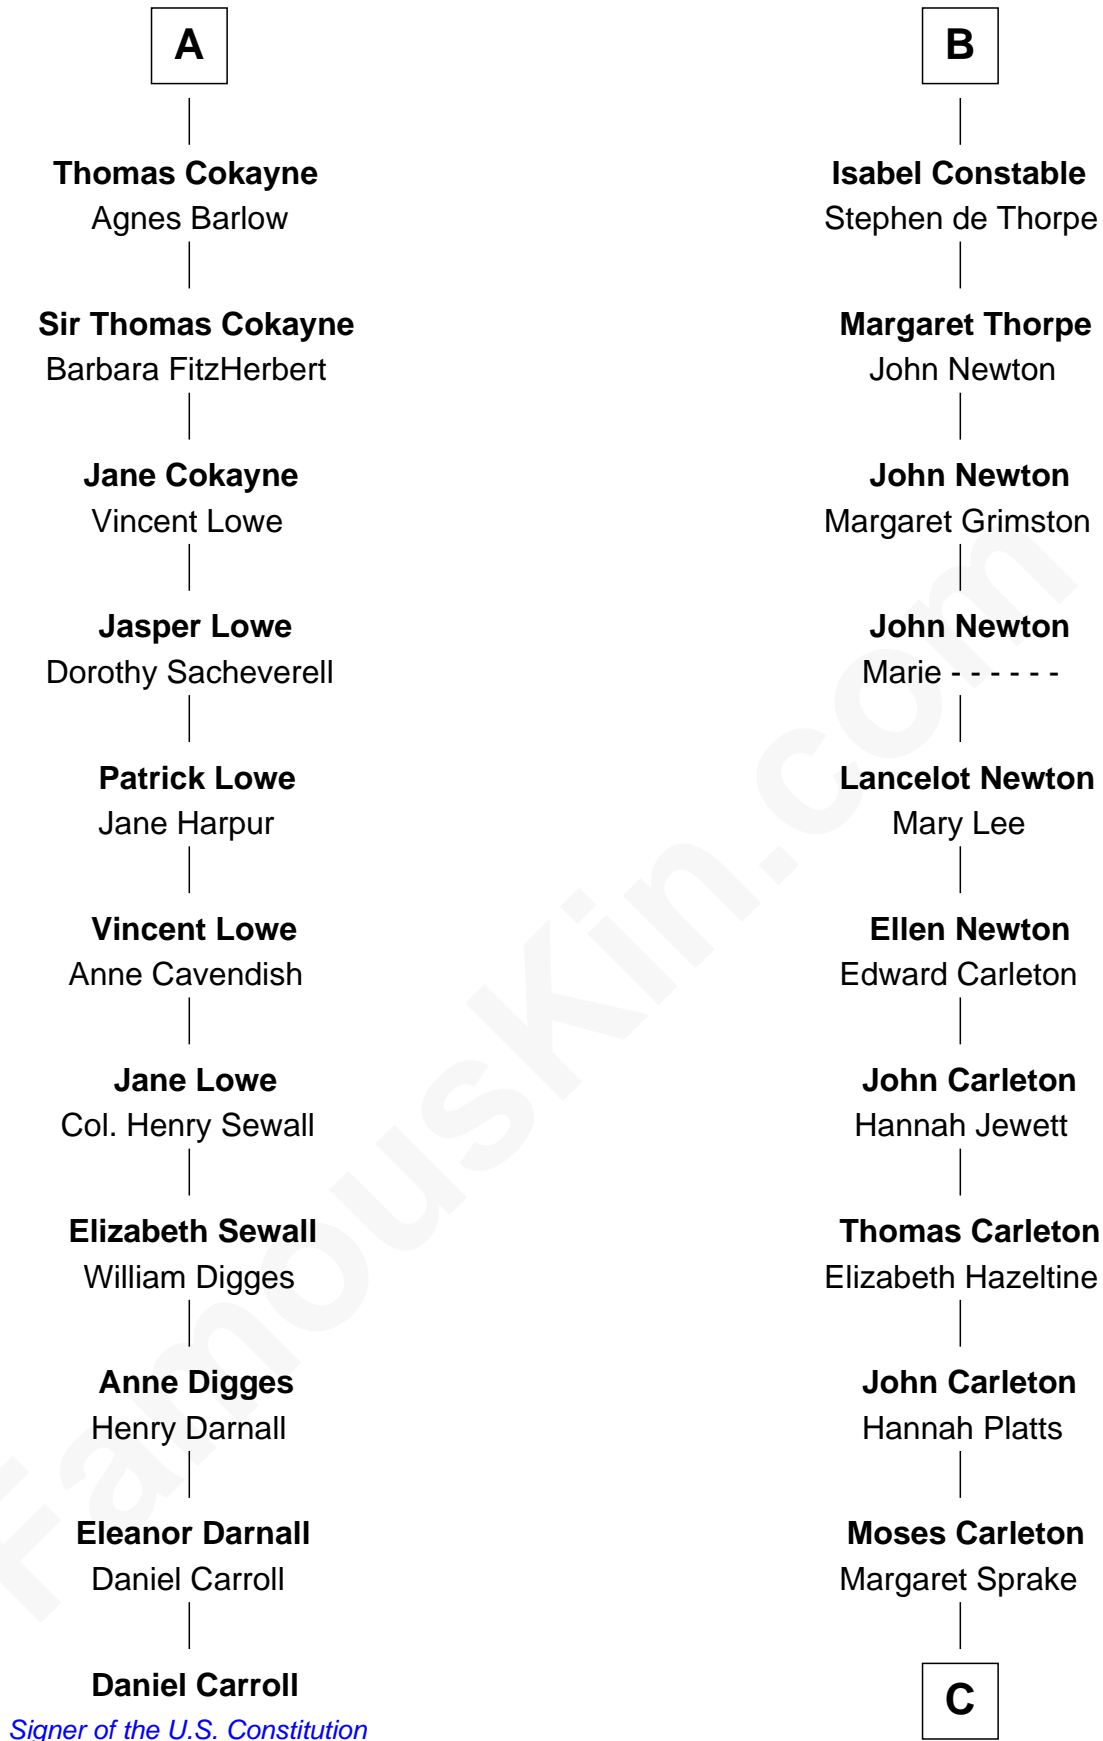 A
Thomas Cokayne
Agnes Barlow
Sir Thomas Cokayne
Barbara FitzHerbert
Jane Cokayne
Vincent Lowe
Jasper Lowe
Dorothy Sacheverell
Patrick Lowe
Jane Harpur
Vincent Lowe
Anne Cavendish
Jane Lowe
Col. Henry Sewall
Elizabeth Sewall
William Digges
Anne Digges
Henry Darnall
Eleanor Darnall
Daniel Carroll
Daniel Carroll
Signer of the U.S. Constitution
B
Isabel Constable
Stephen de Thorpe
Margaret Thorpe
John Newton
John Newton
Margaret Grimston
John Newton
Marie - - - - - -
Lancelot Newton
Mary Lee
Ellen Newton
Edward Carleton
John Carleton
Hannah Jewett
Thomas Carleton
Elizabeth Hazeltine
John Carleton
Hannah Platts
Moses Carleton
Margaret Sprake
C
FamousKin.com